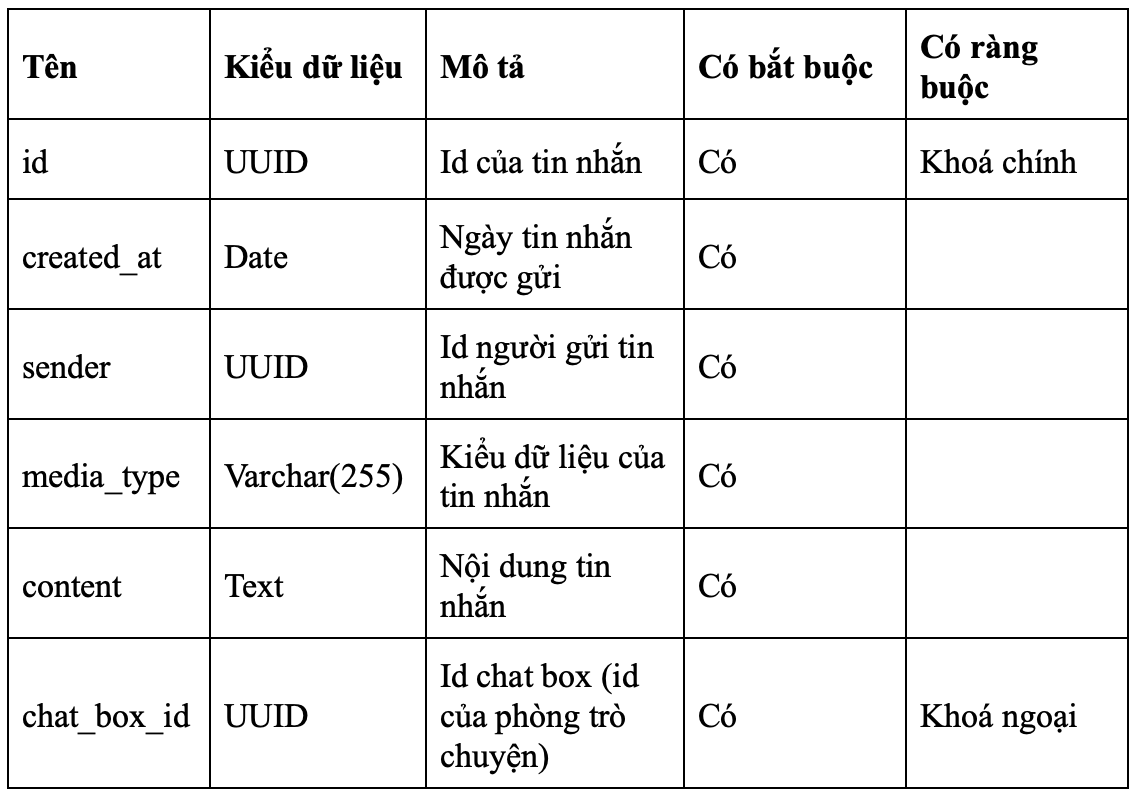 Tên Kiểu dữ liệu Mô tả Có bắt buộc Có ràng
buộc
id UUID Id của tin nhắn Có Khoá chính
created_at Date Ngày tin nhắn
được gửi Có
sender UUID Id người gửi tin
nhắn Có
media_type Varchar(255) Kiểu dữ liệu của
tin nhắn Có
content Text Nội dung tin
nhắn Có
chat_box_id UUID Id chat box (id
của phòng trò
chuyện) Có Khoá ngoại